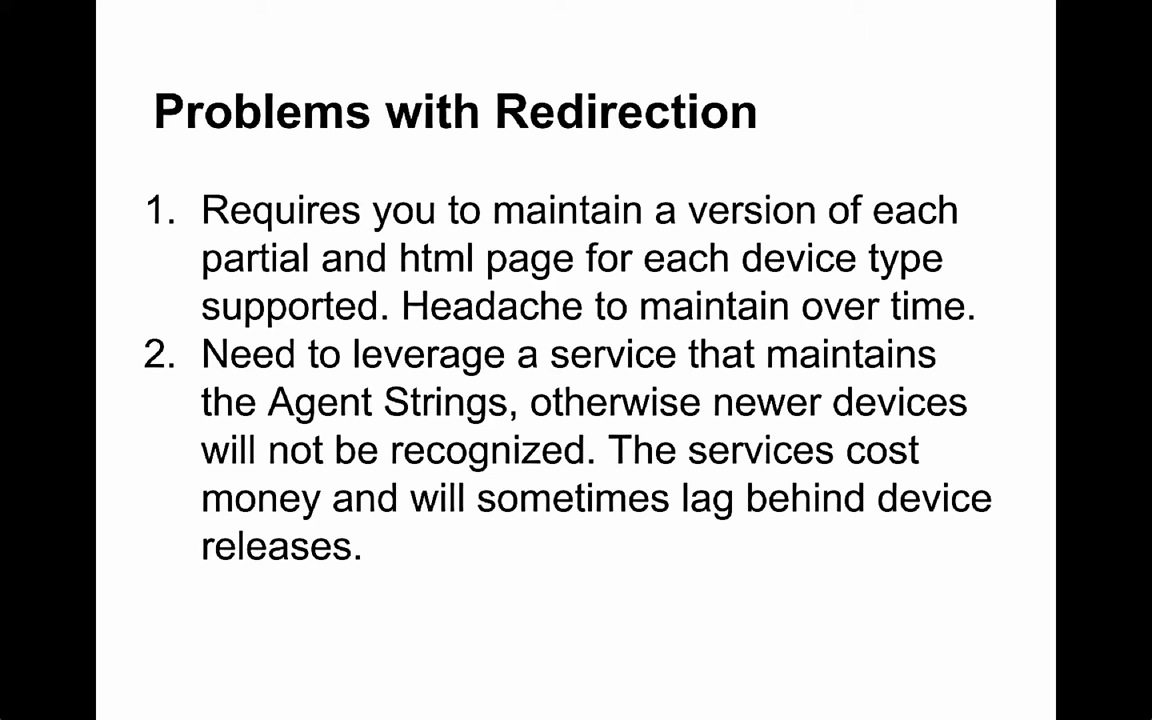 Problems with Redirection
1. Requires you to maintain a version of each
partial and html page for each device type
supported. Headache to maintain over time.
2. Need to leverage a service that maintains
the Agent Strings, otherwise newer devices
will not be recognized. The services cost
money and will sometimes lag behind device
releases.